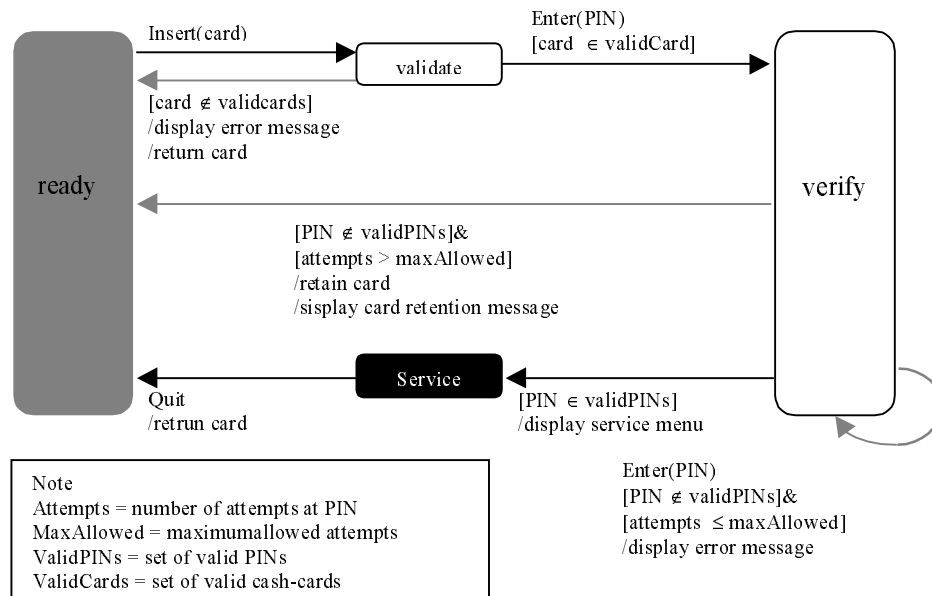 Insert(card)
validate
Enter(PIN)
[card ∈ validCard]
[card ∉ validcards]
/display error message
/return card
ready
verify
[PIN ∉ validPINs]&
[attempts > maxAllowed]
/retain card
/sisplay card retention message
Service
Quit
/retrun card
[PIN ∈ validPINs]
/display service menu
Enter(PIN)
[PIN ∉ validPINs]&
[attempts ≤ maxAllowed]
/display error message
Note
Attempts = number of attempts at PIN
MaxAllowed = maximumallowed attempts
ValidPINs = set of valid PINs
ValidCards = set of valid cash-cards